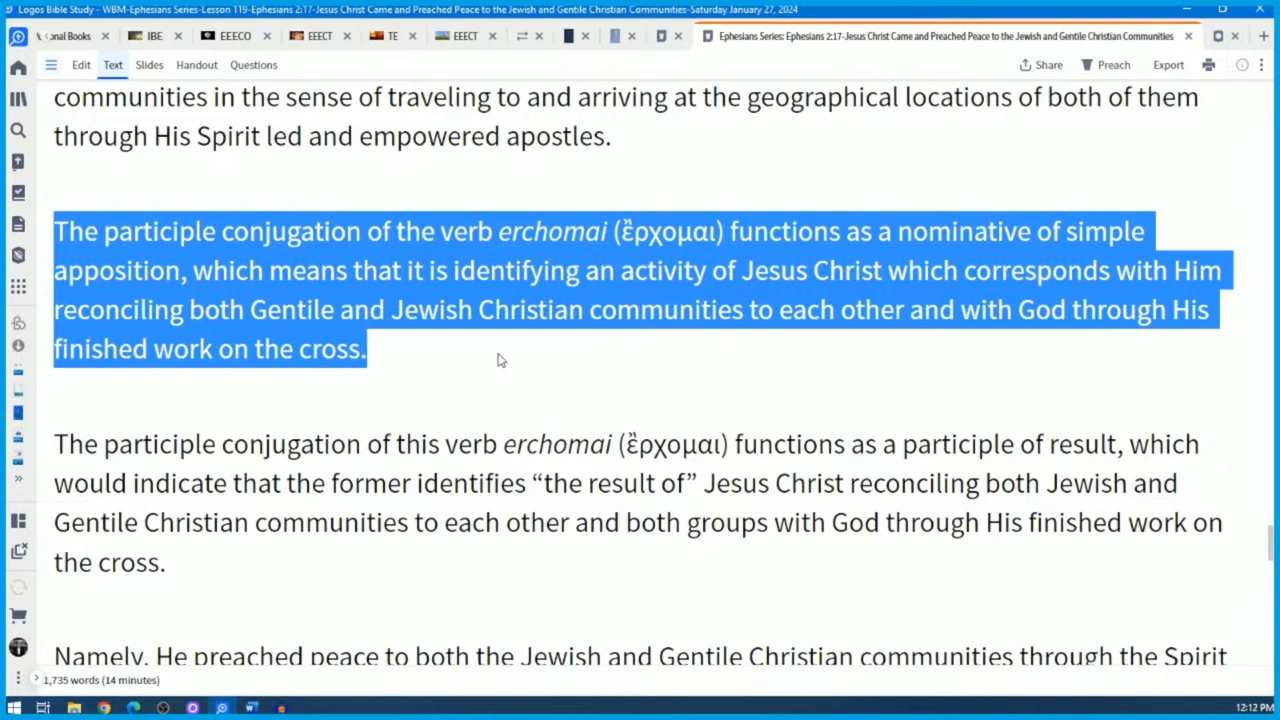 Logos Bible Study - WBM-Ephesians Series-Lesson 119-Ephesians 2:17-Jesus Christ Came and Preached Peace to the Jewish and Gentile Christian Communities-Saturday January 27, 2024
onal Books
IBE
EEECO
EEECT
TE
EEECT
Ephesians Series: Ephesians 2:17-Jesus Christ Came and Preached Peace to the Jewish and Gentile Christian Communities
Edit Text Slides Handout Questions Share Preach Export
communities in the sense of traveling to and arriving at the geographical locations of both of them
through His Spirit led and empowered apostles.
The participle conjugation of the verb erchomai (ἔρχομαι) functions as a nominative of simple
apposition, which means that it is identifying an activity of Jesus Christ which corresponds with Him
reconciling both Gentile and Jewish Christian communities to each other and with God through His
finished work on the cross.
The participle conjugation of this verb erchomai (ἔρχομαι) functions as a participle of result, which
would indicate that the former identifies “the result of” Jesus Christ reconciling both Jewish and
Gentile Christian communities to each other and both groups with God through His finished work on
the cross.
Namely, He preached peace to both the Jewish and Gentile Christian communities through the Spirit
1,735 words (14 minutes)
12:12 PM